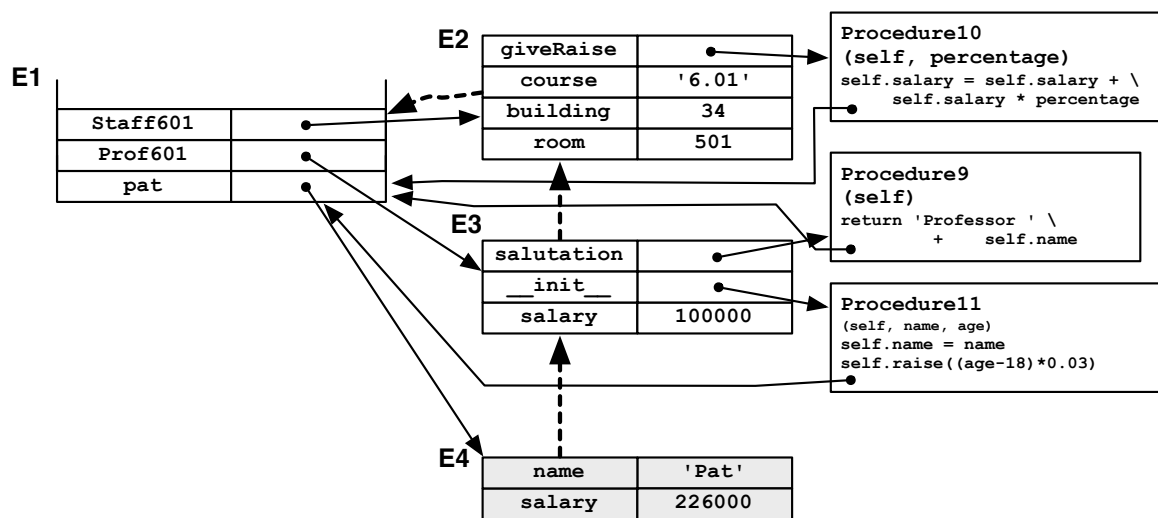 E1
Staff601
Prof601
pat
E2
giveRaise
course '6.01'
building 34
room 501
E3
salutation
__init__
salary 100000
E4
name 'Pat'
salary 226000
Procedure10
(self, percentage)
self.salary = self.salary + \
self.salary * percentage
Procedure9
(self)
return 'Professor ' \
+ self.name
Procedure11
(self, name, age)
self.name = name
self.raise((age-18)*0.03)